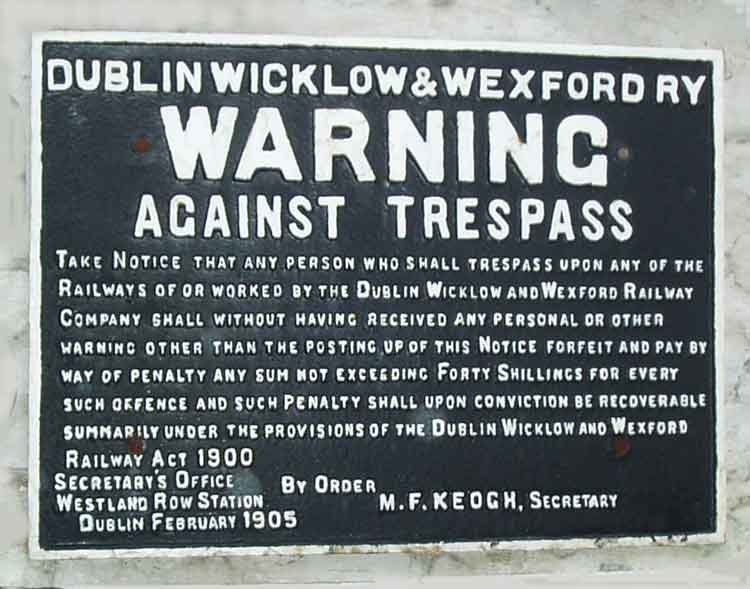 DUBLIN WICKLOW & WEXFORD RY
WARNING
AGAINST TRESPASS
TAKE NOTICE THAT ANY PERSON WHO SHALL TRESPASS UPON ANY OF THE
RAILWAYS OF OR WORKED BY THE DUBLIN WICKLOW AND WEXFORD RAILWAY
COMPANY SHALL WITHOUT HAVING RECEIVED ANY PERSONAL OR OTHER
WARNING OTHER THAN THE POSTING UP OF THIS NOTICE FORFEIT AND PAY BY
WAY OF PENALTY ANY SUM NOT EXCEEDING FORTY SHILLINGS FOR EVERY
SUCH OFFENCE AND SUCH PENALTY SHALL UPON CONVICTION BE RECOVERABLE
SUMMARILY UNDER THE PROVISIONS OF THE DUBLIN WICKLOW AND WEXFORD
RAILWAY ACT 1900
SECRETARY'S OFFICE
WESTLAND ROW STATION
DUBLIN FEBRUARY 1905
BY ORDER
M.F. KEOGH, SECRETARY